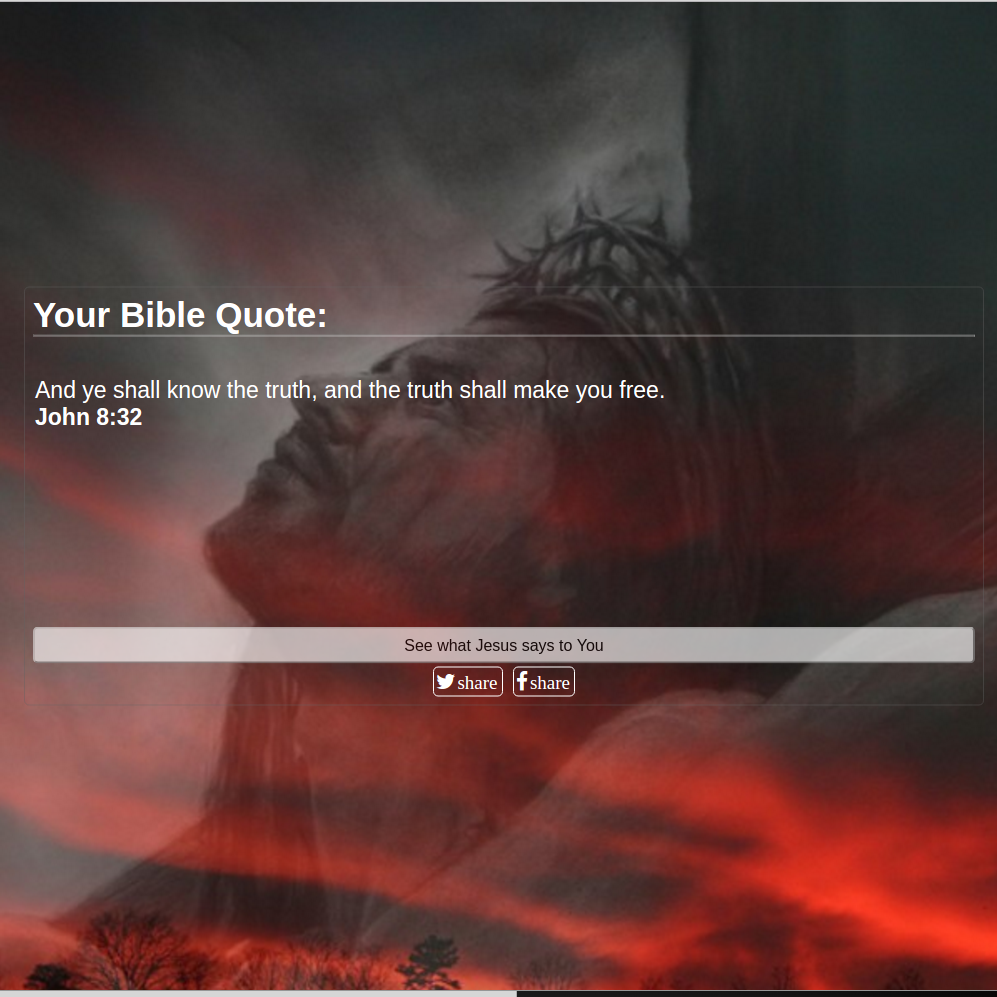 Your Bible Quote:
And ye shall know the truth, and the truth shall make you free.
John 8:32
See what Jesus says to You
share share